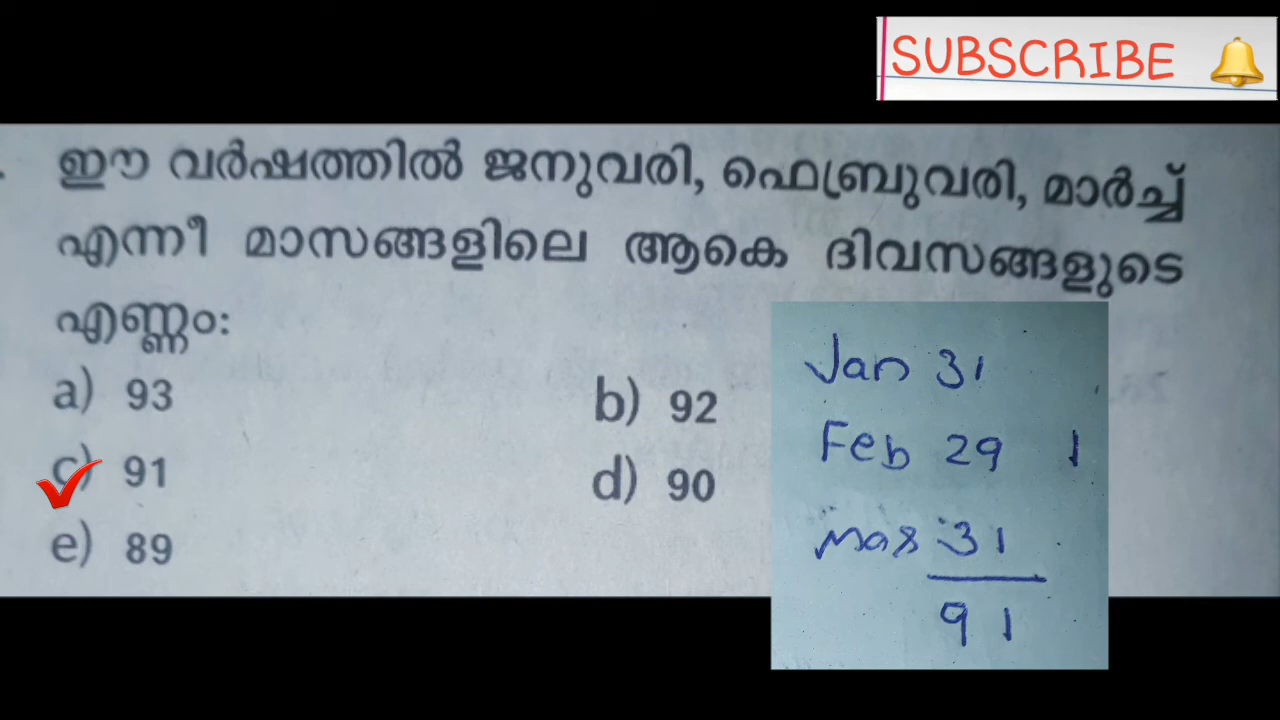 SUBSCRIBE
ഈ വർഷത്തിൽ ജനുവരി, ഫെബ്രുവരി, മാർച്ച്
എന്നീ മാസങ്ങളിലെ ആകെ ദിവസങ്ങളുടെ
എണ്ണം:
a) 93
b) 92
c) 91
d) 90
e) 89
Jan 31
Feb 29 1
Mar 31
91